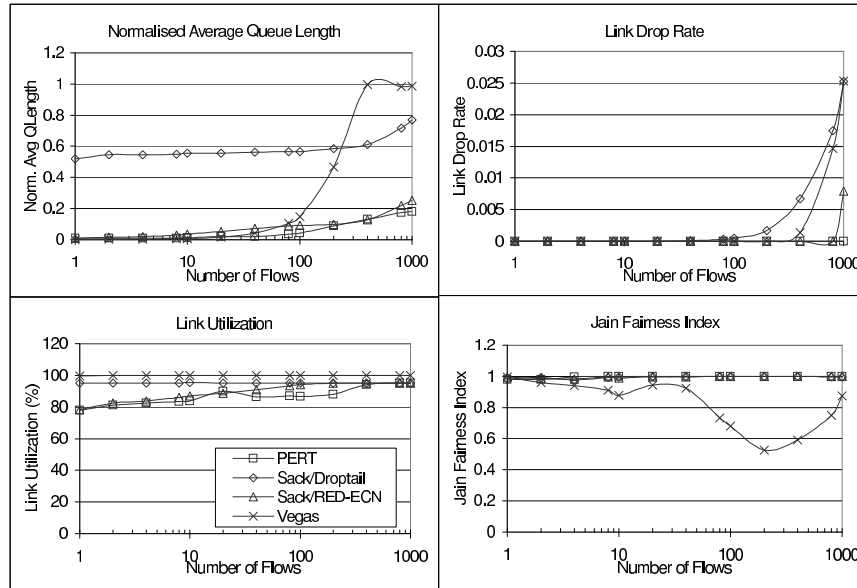 Normalised Average Queue Length
Norm. Avg QLength
1.2
1
0.8
0.6
0.4
0.2
0
1 10 100 1000
Number of Flows
Link Drop Rate
Link Drop Rate
0.03
0.025
0.02
0.015
0.01
0.005
0
1 10 100 1000
Number of Flows
Link Utilization
Link Utilization (%)
120
100
80
60
40
20
0
PERT
Sack/Droptail
Sack/RED-ECN
Vegas
1 10 100 1000
Number of Flows
Jain Fairness Index
Jain Fairness Index
1.2
1
0.8
0.6
0.4
0.2
0
1 10 100 1000
Number of Flows